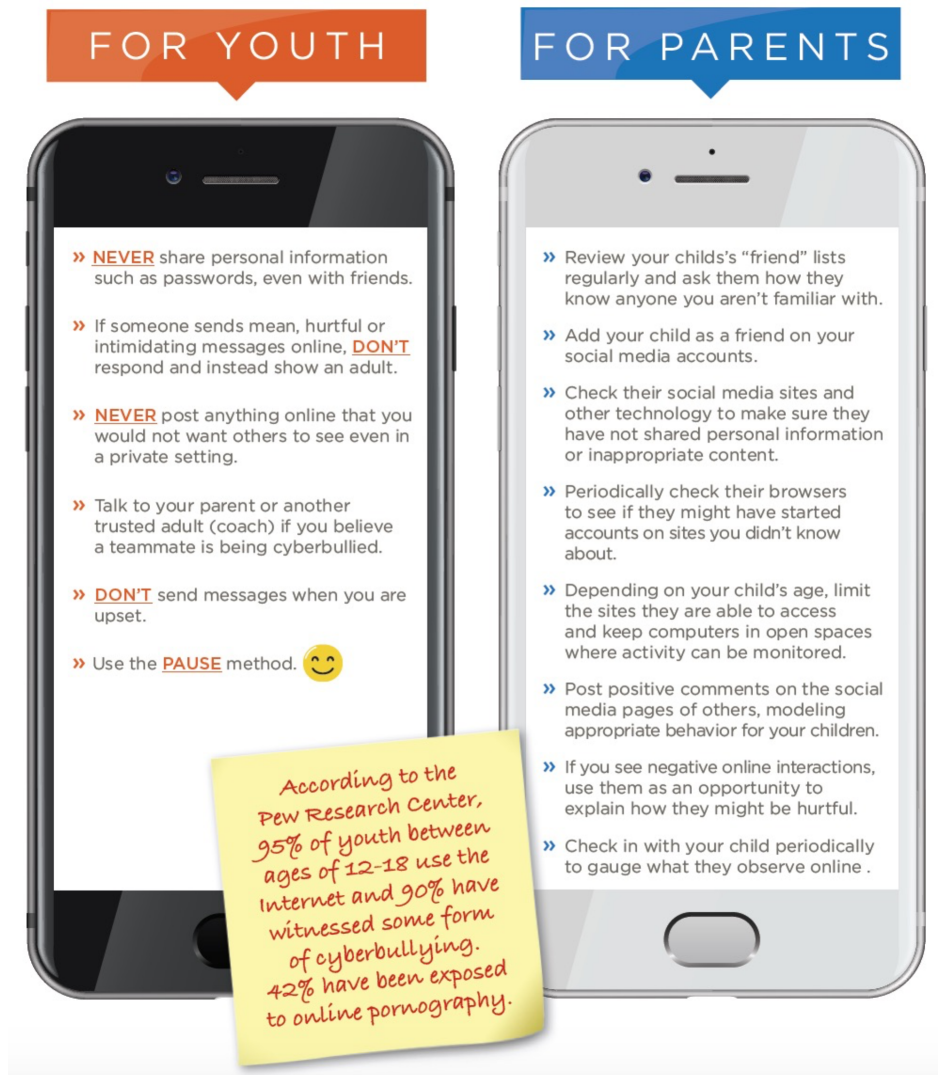 FOR YOUTH
» NEVER share personal information
such as passwords, even with friends.
» If someone sends mean, hurtful or
intimidating messages online, DON'T
respond and instead show an adult.
» NEVER post anything online that you
would not want others to see even in
a private setting.
» Talk to your parent or another
trusted adult (coach) if you believe
a teammate is being cyberbullied.
» DON'T send messages when you are
upset.
» Use the PAUSE method.
According to the
Pew Research Center,
95% of youth between
ages of 12-18 use the
Internet and 90% have
witnessed some form
of cyberbullying.
42% have been exposed
to online pornography.
FOR PARENTS
» Review your childs's “friend” lists
regularly and ask them how they
know anyone you aren't familiar with.
» Add your child as a friend on your
social media accounts.
» Check their social media sites and
other technology to make sure they
have not shared personal information
or inappropriate content.
» Periodically check their browsers
to see if they might have started
accounts on sites you didn't know
about.
» Depending on your child's age, limit
the sites they are able to access
and keep computers in open spaces
where activity can be monitored.
» Post positive comments on the social
media pages of others, modeling
appropriate behavior for your children.
» If you see negative online interactions,
use them as an opportunity to
explain how they might be hurtful.
» Check in with your child periodically
to gauge what they observe online .